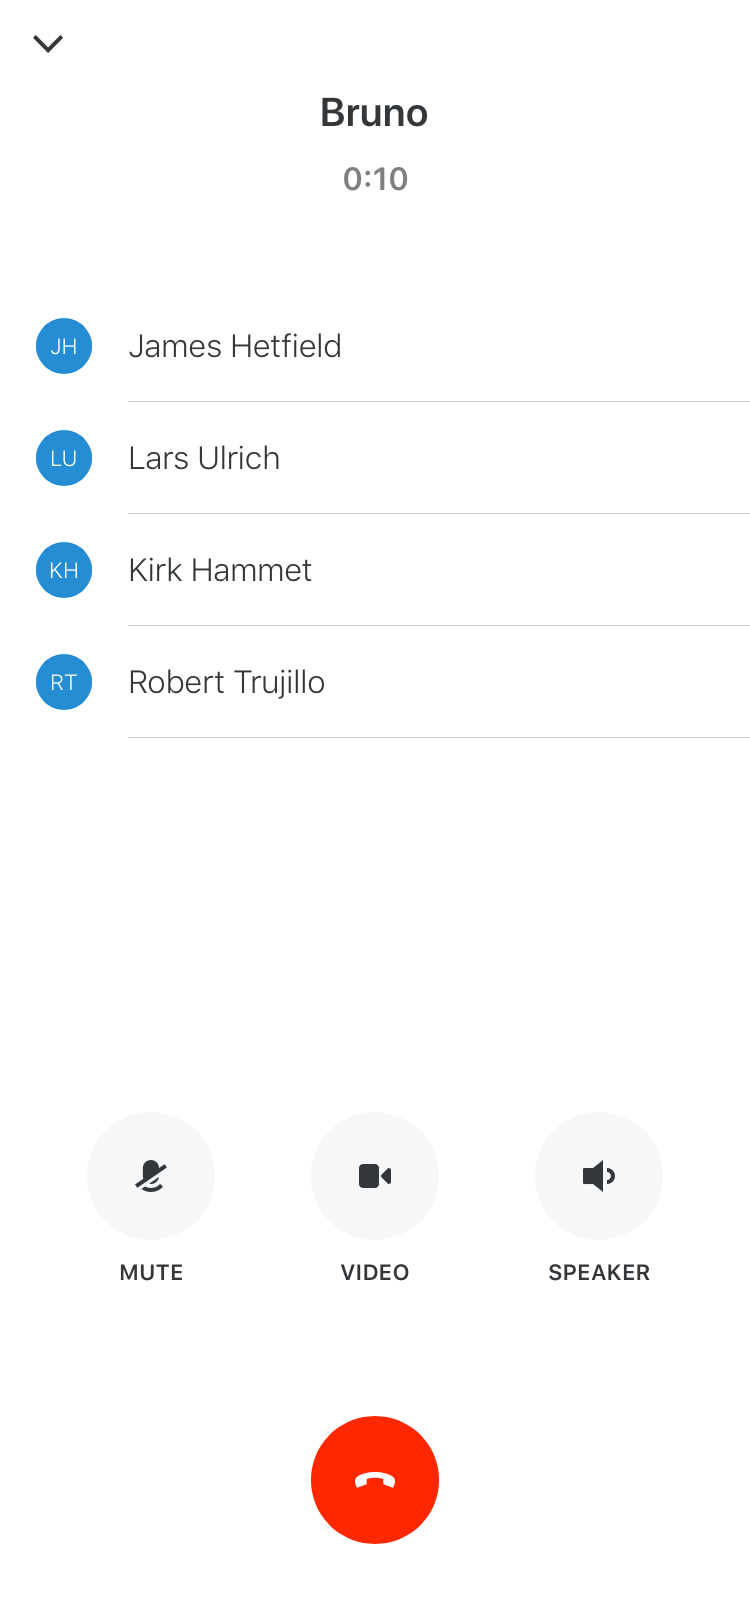 Bruno
0:10
JH James Hetfield
LU Lars Ulrich
KH Kirk Hammet
RT Robert Trujillo
MUTE VIDEO SPEAKER